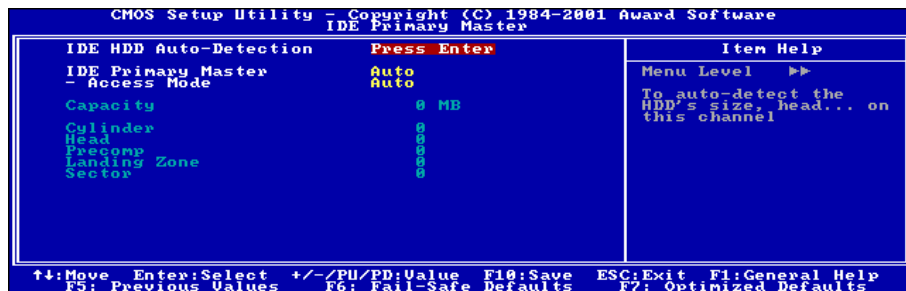 CMOS Setup Utility - Copyright (C) 1984-2001 Award Software
IDE Primary Master
IDE HDD Auto-Detection Press Enter
IDE Primary Master Auto
- Access Mode Auto
Capacity 0 MB
Cylinder 0
Head 0
Precomp 0
Landing Zone 0
Sector 0
Item Help
Menu Level ▶▶
To auto-detect the
HDD's size, head... on
this channel
↑↓:Move Enter:Select +/-/PU/PD:Value F10:Save ESC:Exit F1:General Help
F5: Previous Values F6: Fail-Safe Defaults F7: Optimized Defaults